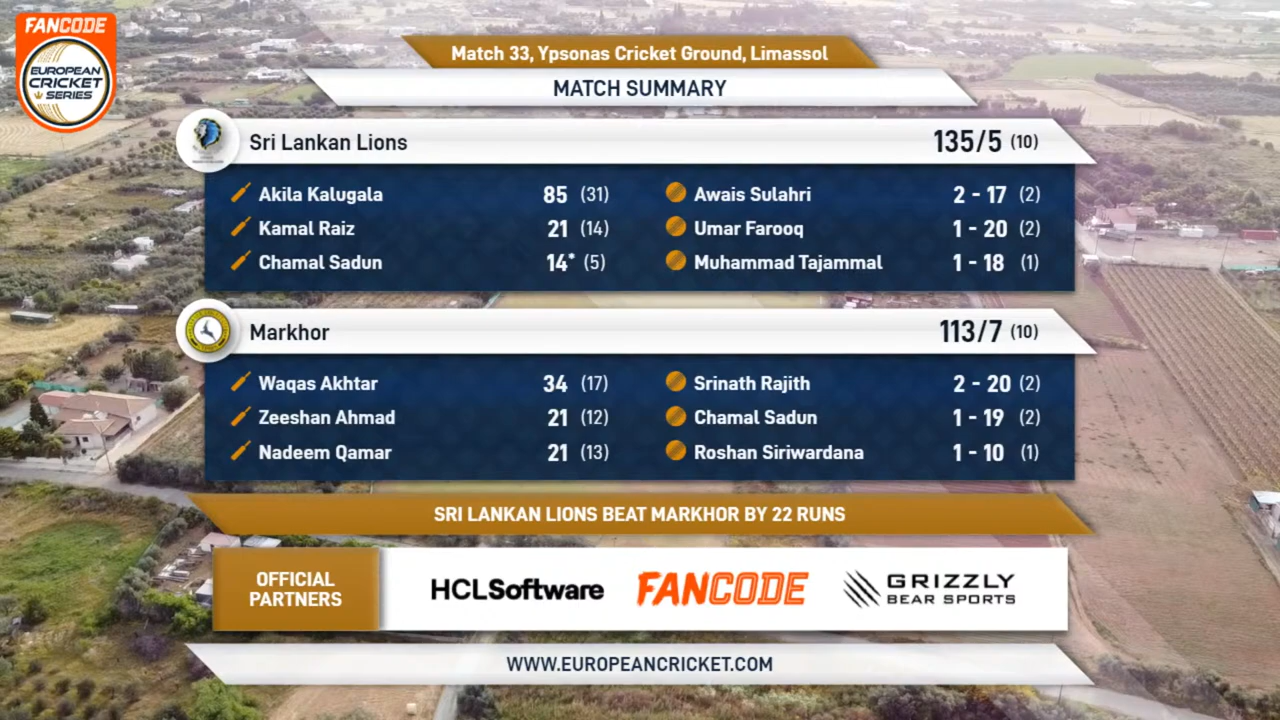 FANCODE
EUROPEAN
CRICKET
SERIES
Match 33, Ypsonas Cricket Ground, Limassol
MATCH SUMMARY
Sri Lankan Lions 135/5 (10)
Akila Kalugala 85 (31) Awais Sulahri 2 - 17 (2)
Kamal Raiz 21 (14) Umar Farooq 1 - 20 (2)
Chamal Sadun 14* (5) Muhammad Tajammal 1 - 18 (1)
Markhor 113/7 (10)
Waqas Akhtar 34 (17) Srinath Rajith 2 - 20 (2)
Zeeshan Ahmad 21 (12) Chamal Sadun 1 - 19 (2)
Nadeem Qamar 21 (13) Roshan Siriwardana 1 - 10 (1)
SRI LANKAN LIONS BEAT MARKHOR BY 22 RUNS
OFFICIAL
PARTNERS
HCLSoftware FANCODE GRIZZLY
BEAR SPORTS
WWW.EUROPEANCRICKET.COM